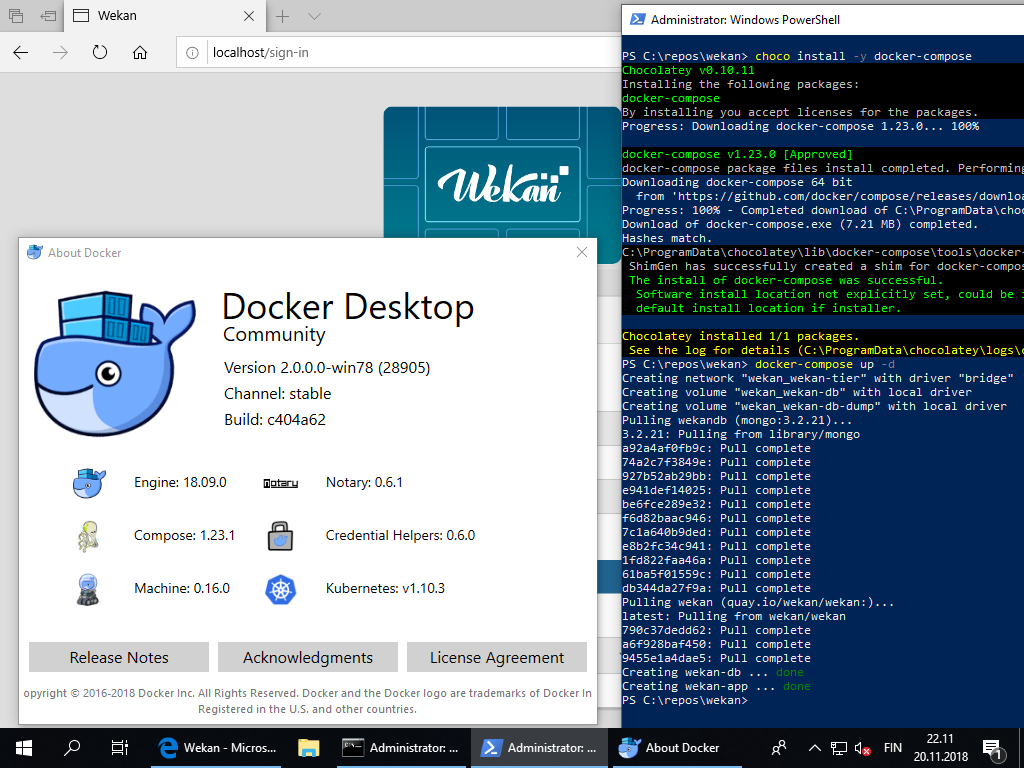 Wekan
localhost/sign-in
WeKan
About Docker
Docker Desktop
Community
Version 2.0.0.0-win78 (28905)
Channel: stable
Build: c404a62
Engine: 18.09.0
notary
Notary: 0.6.1
Compose: 1.23.1
Credential Helpers: 0.6.0
Machine: 0.16.0
Kubernetes: v1.10.3
Release Notes
Acknowledgments
License Agreement
opyright © 2016-2018 Docker Inc. All Rights Reserved. Docker and the Docker logo are trademarks of Docker In
Registered in the U.S. and other countries.
Administrator: Windows PowerShell
PS C:\repos\wekan> choco install -y docker-compose
Chocolatey v0.10.11
Installing the following packages:
docker-compose
By installing you accept licenses for the packages.
Progress: Downloading docker-compose 1.23.0... 100%
docker-compose v1.23.0 [Approved]
docker-compose package files install completed. Performing
Downloading docker-compose 64 bit
from 'https://github.com/docker/compose/releases/downloa
Progress: 100% - Completed download of C:\ProgramData\choc
Download of docker-compose.exe (7.21 MB) completed.
Hashes match.
C:\ProgramData\chocolatey\lib\docker-compose\tools\docker-
ShimGen has successfully created a shim for docker-compos
The install of docker-compose was successful.
Software install location not explicitly set, could be i
default install location if installer.
Chocolatey installed 1/1 packages.
See the log for details (C:\ProgramData\chocolatey\logs\c
PS C:\repos\wekan> docker-compose up -d
Creating network "wekan_wekan-tier" with driver "bridge"
Creating volume "wekan_wekan-db" with local driver
Creating volume "wekan_wekan-db-dump" with local driver
Pulling wekandb (mongo:3.2.21)...
3.2.21: Pulling from library/mongo
a92a4af0fb9c: Pull complete
74a2c7f3849e: Pull complete
927b52ab29bb: Pull complete
e941def14025: Pull complete
be6fce289e32: Pull complete
f6d82baac946: Pull complete
7c1a640b9ded: Pull complete
e8b2fc34c941: Pull complete
1fd822faa46a: Pull complete
61ba5f01559c: Pull complete
db344da27f9a: Pull complete
Pulling wekan (quay.io/wekan/wekan:)...
latest: Pulling from wekan/wekan
790c37dedd62: Pull complete
a6f928baf450: Pull complete
9455e1a4dae5: Pull complete
Creating wekan-db ... done
Creating wekan-app ... done
PS C:\repos\wekan>
Wekan - Micros...
Administrator: ...
Administrator: ...
About Docker
FIN
22.11
20.11.2018
1